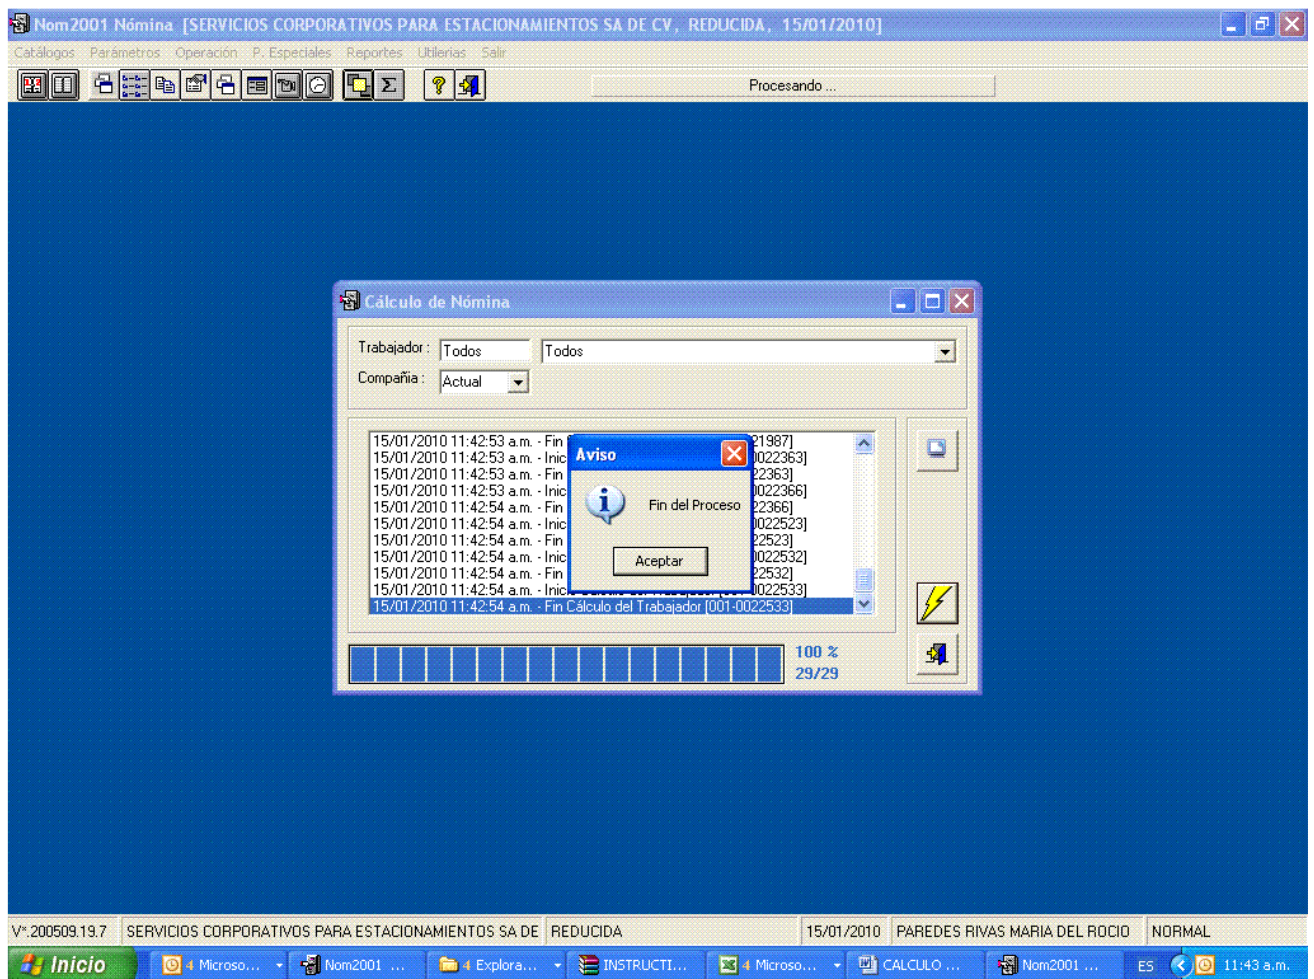 Nom2001 Nómina [SERVICIOS CORPORATIVOS PARA ESTACIONAMIENTOS SA DE CV, REDUCIDA, 15/01/2010]
Catálogos Parámetros Operación P. Especiales Reportes Utilerias Salir
Procesando ...
Cálculo de Nómina
Trabajador : Todos Todos
Compañia : Actual
15/01/2010 11:42:53 a.m. - Fin 21987]
15/01/2010 11:42:53 a.m. - Inic 0022363]
15/01/2010 11:42:53 a.m. - Fin 22363]
15/01/2010 11:42:53 a.m. - Inic 0022366]
15/01/2010 11:42:54 a.m. - Fin 22366]
15/01/2010 11:42:54 a.m. - Inic 0022523]
15/01/2010 11:42:54 a.m. - Fin 22523]
15/01/2010 11:42:54 a.m. - Inic 0022532]
15/01/2010 11:42:54 a.m. - Fin 22532]
15/01/2010 11:42:54 a.m. - Inic 0022533]
15/01/2010 11:42:54 a.m. - Fin Cálculo del Trabajador [001-0022533]
Aviso
Fin del Proceso
Aceptar
100 %
29/29
V*.200509.19.7 SERVICIOS CORPORATIVOS PARA ESTACIONAMIENTOS SA DE REDUCIDA 15/01/2010 PAREDES RIVAS MARIA DEL ROCIO NORMAL
Inicio 4 Microso... Nom2001 ... 4 Explora... INSTRUCTI... 4 Microso... CALCULO ... Nom2001 ... ES 11:43 a.m.